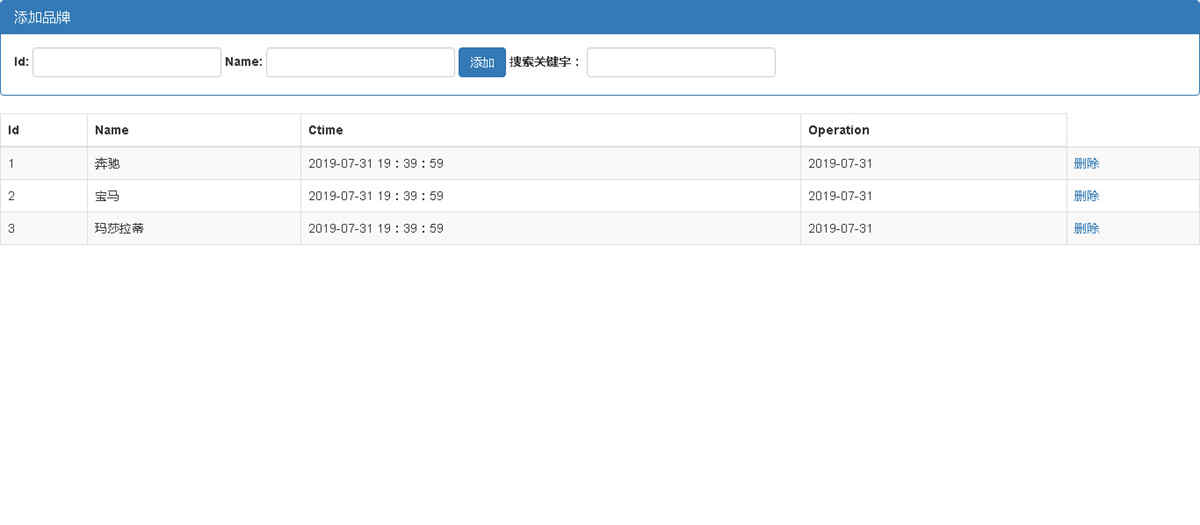 添加品牌
Id: Name: 添加 搜索关键字：
Id Name Ctime Operation
1 奔驰 2019-07-31 19：39：59 2019-07-31 删除
2 宝马 2019-07-31 19：39：59 2019-07-31 删除
3 玛莎拉蒂 2019-07-31 19：39：59 2019-07-31 删除